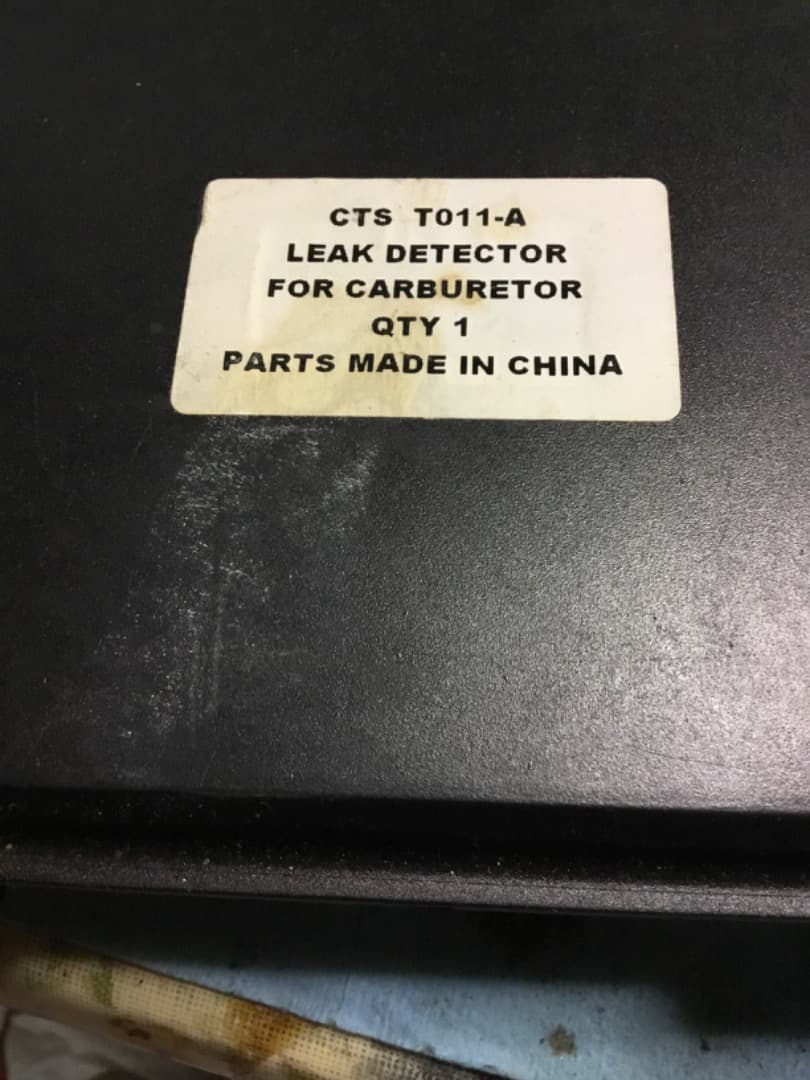 CTS T011-A
LEAK DETECTOR
FOR CARBURETOR
QTY 1
PARTS MADE IN CHINA